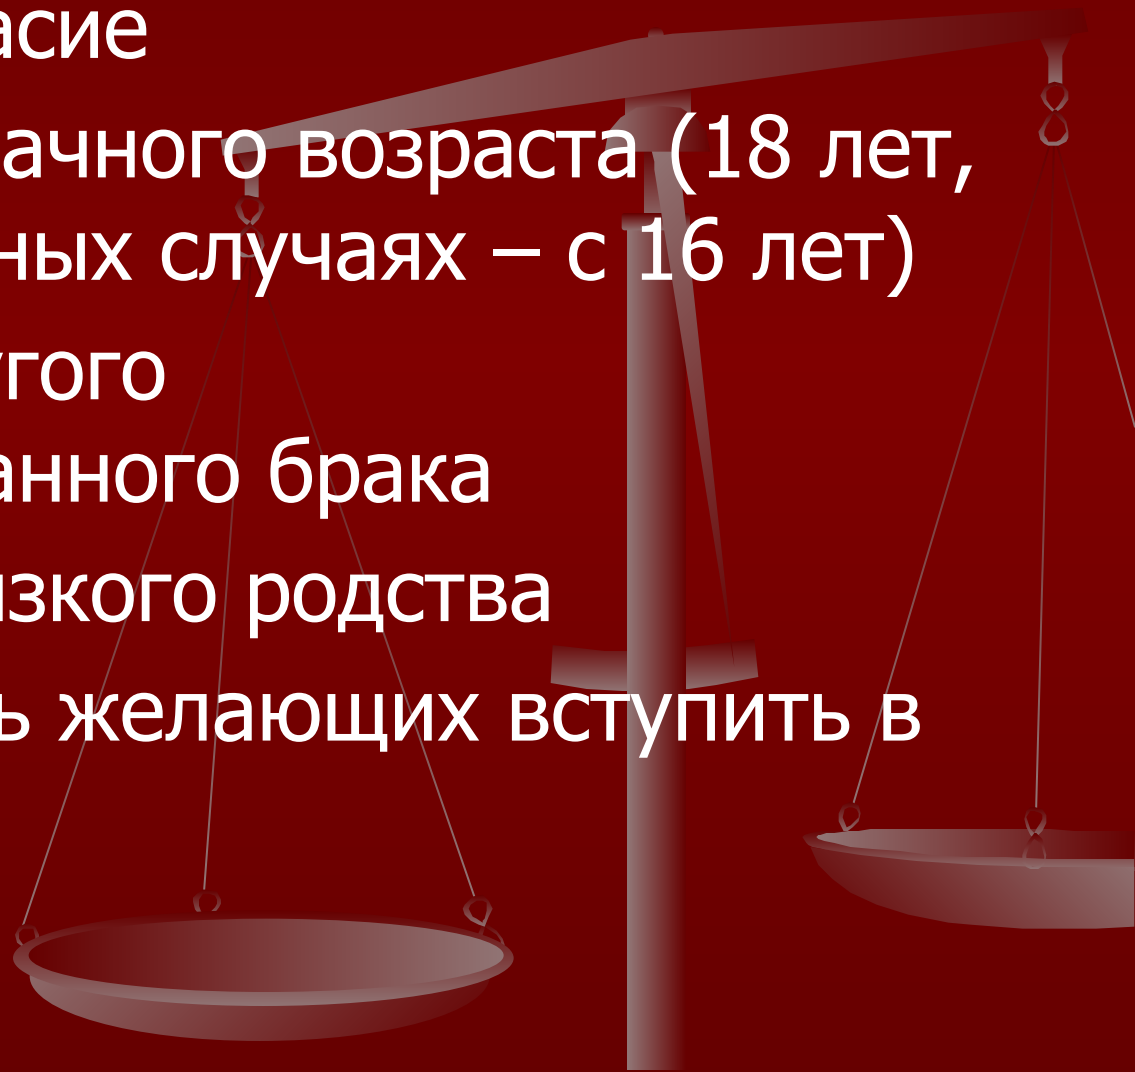 асие
ачного возраста (18 лет,
ных случаях – с 16 лет)
угого
анного брака
изкого родства
ь желающих вступить в